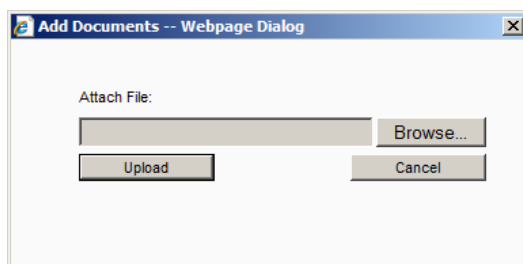 Add Documents -- Webpage Dialog
Attach File:
Browse...
Upload Cancel